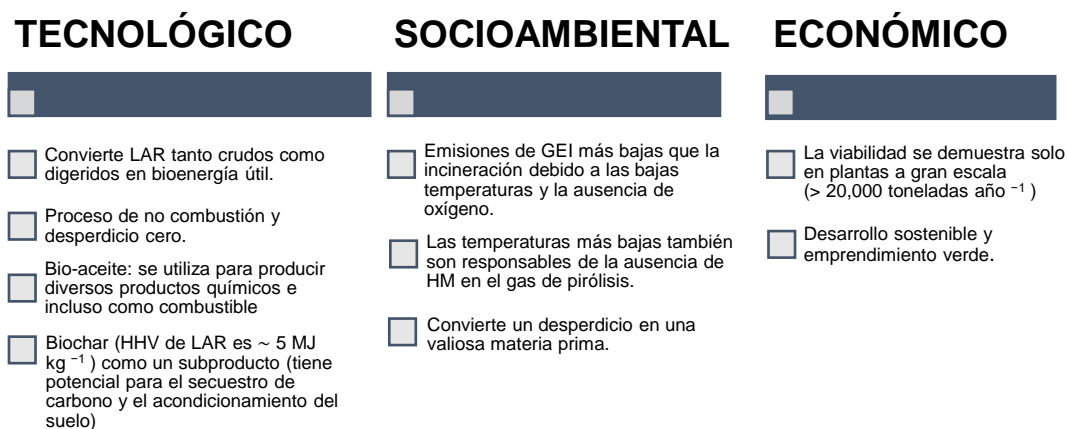 TECNOLÓGICO
Convierte LAR tanto crudos como
digeridos en bioenergía útil.
Proceso de no combustión y
desperdicio cero.
Bio-aceite: se utiliza para producir
diversos productos químicos e
incluso como combustible
Biochar (HHV de LAR es ~ 5 MJ
kg ⁻¹ ) como un subproducto (tiene
potencial para el secuestro de
carbono y el acondicionamiento del
suelo)
SOCIOAMBIENTAL
Emisiones de GEI más bajas que la
incineración debido a las bajas
temperaturas y la ausencia de
oxígeno.
Las temperaturas más bajas también
son responsables de la ausencia de
HM en el gas de pirólisis.
Convierte un desperdicio en una
valiosa materia prima.
ECONÓMICO
La viabilidad se demuestra solo
en plantas a gran escala
(> 20,000 toneladas año ⁻¹ )
Desarrollo sostenible y
emprendimiento verde.